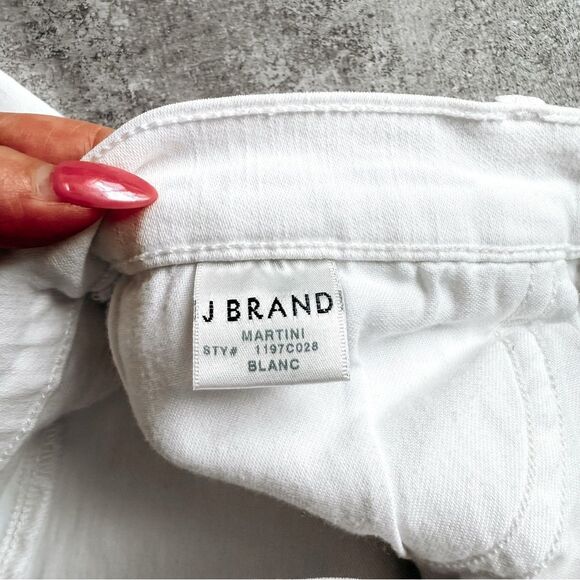 J BRAND
MARTINI
STY# 1197C028
BLANC